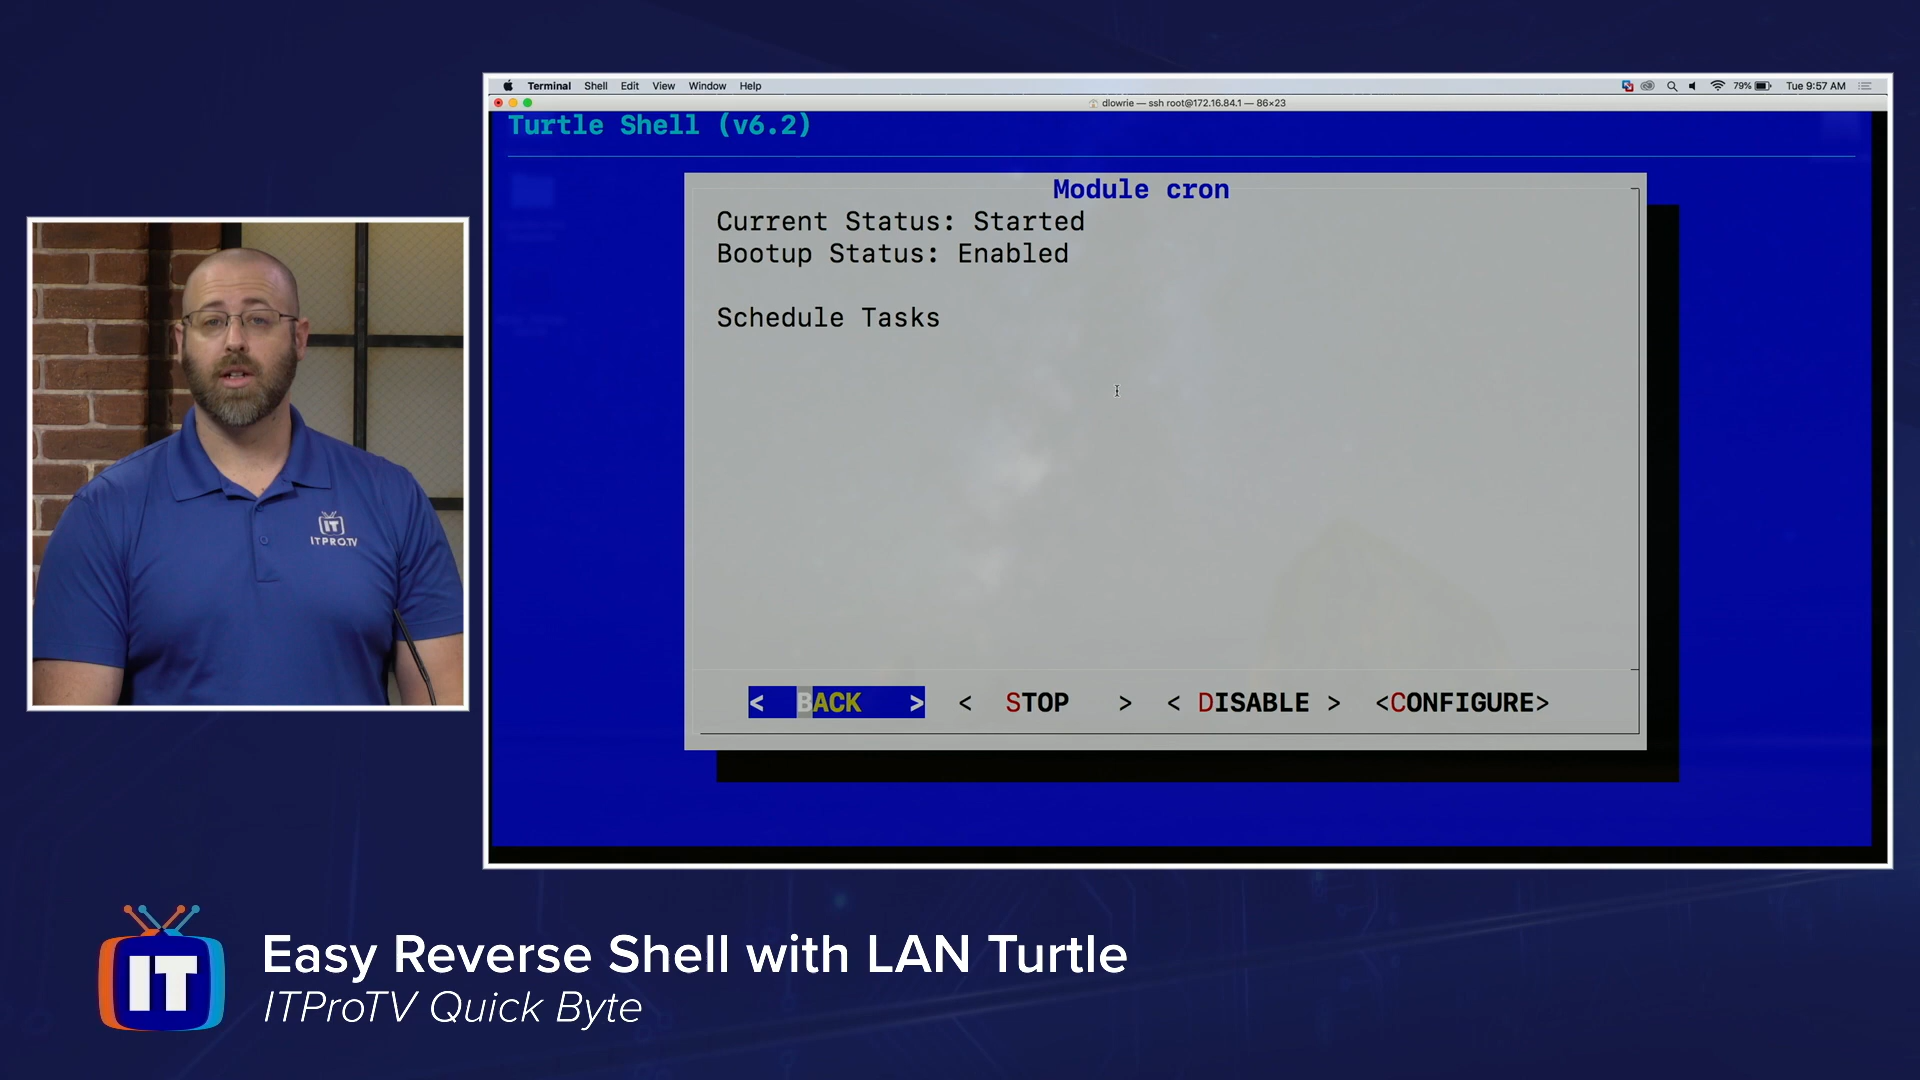 Terminal Shell Edit View Window Help
79% Tue 9:57 AM
dlowrie — ssh root@172.16.84.1 — 86×23
Turtle Shell (v6.2)
Module cron
Current Status: Started
Bootup Status: Enabled
Schedule Tasks
< BACK > < STOP > < DISABLE > <CONFIGURE>
IT
ITPRO.TV
IT
Easy Reverse Shell with LAN Turtle
ITProTV Quick Byte